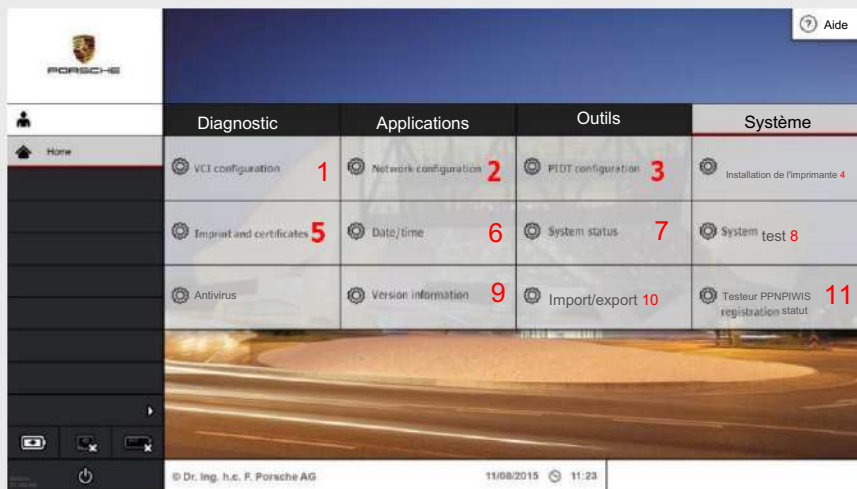 Aide
PORSCHE
Diagnostic Applications Outils Système
Home
VCI configuration 1
Network configuration 2
PIDT configuration 3
Installation de l'imprimante 4
Imprint and certificates 5
Date/time 6
System status 7
System test 8
Antivirus
Version information 9
Import/export 10
Testeur PPNPIWIS 11
registration statut
© Dr. Ing. h.c. F. Porsche AG 11/08/2015 11:23